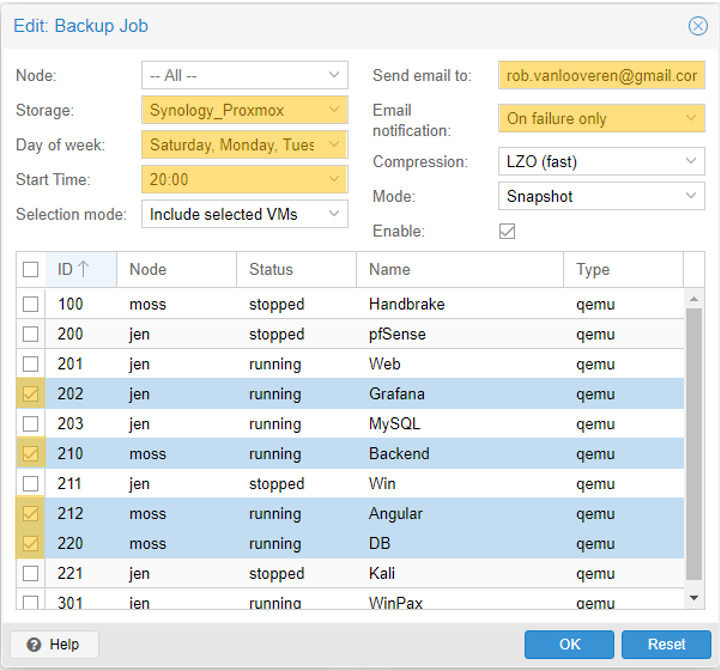 Edit: Backup Job
Node: -- All --
Storage: Synology_Proxmox
Day of week: Saturday, Monday, Tues
Start Time: 20:00
Selection mode: Include selected VMs
Send email to: rob.vanlooveren@gmail.cor
Email
notification: On failure only
Compression: LZO (fast)
Mode: Snapshot
Enable:
ID Node Status Name Type
100 moss stopped Handbrake qemu
200 jen stopped pfSense qemu
201 jen running Web qemu
202 jen running Grafana qemu
203 jen running MySQL qemu
210 moss running Backend qemu
211 jen stopped Win qemu
212 moss running Angular qemu
220 moss running DB qemu
221 jen stopped Kali qemu
301 jen running WinPax qemu
Help OK Reset